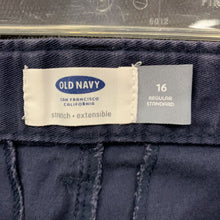 OLD NAVY
SAN FRANCISCO
CALIFORNIA
stretch • extensible
16
REGULAR
STANDARD